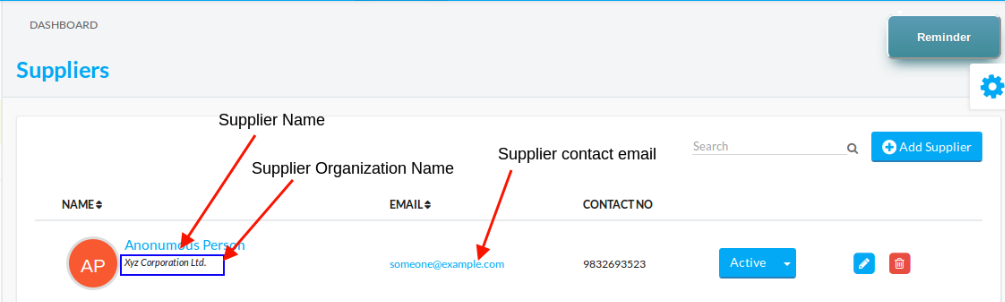 DASHBOARD
Reminder
Suppliers
Supplier Name
Search
Add Supplier
Supplier Organization Name
Supplier contact email
NAME EMAIL CONTACT NO
AP
Anonumous Person
Xyz Corporation Ltd.
someone@example.com
9832693523
Active